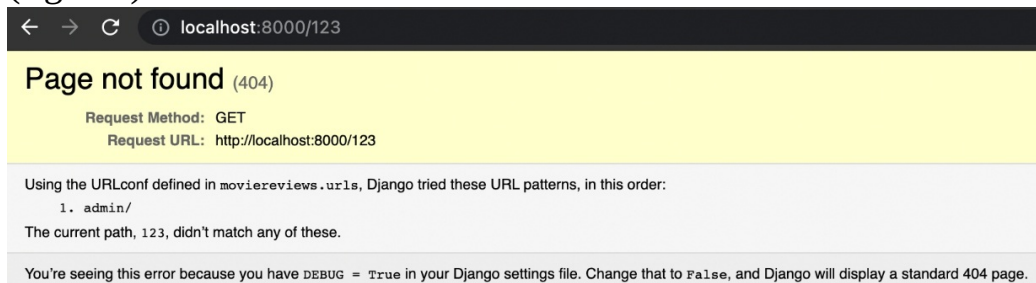 localhost:8000/123
Page not found (404)
Request Method: GET
Request URL: http://localhost:8000/123
Using the URLconf defined in moviereviews.urls, Django tried these URL patterns, in this order:
1. admin/
The current path, 123, didn't match any of these.
You're seeing this error because you have DEBUG = True in your Django settings file. Change that to False, and Django will display a standard 404 page.